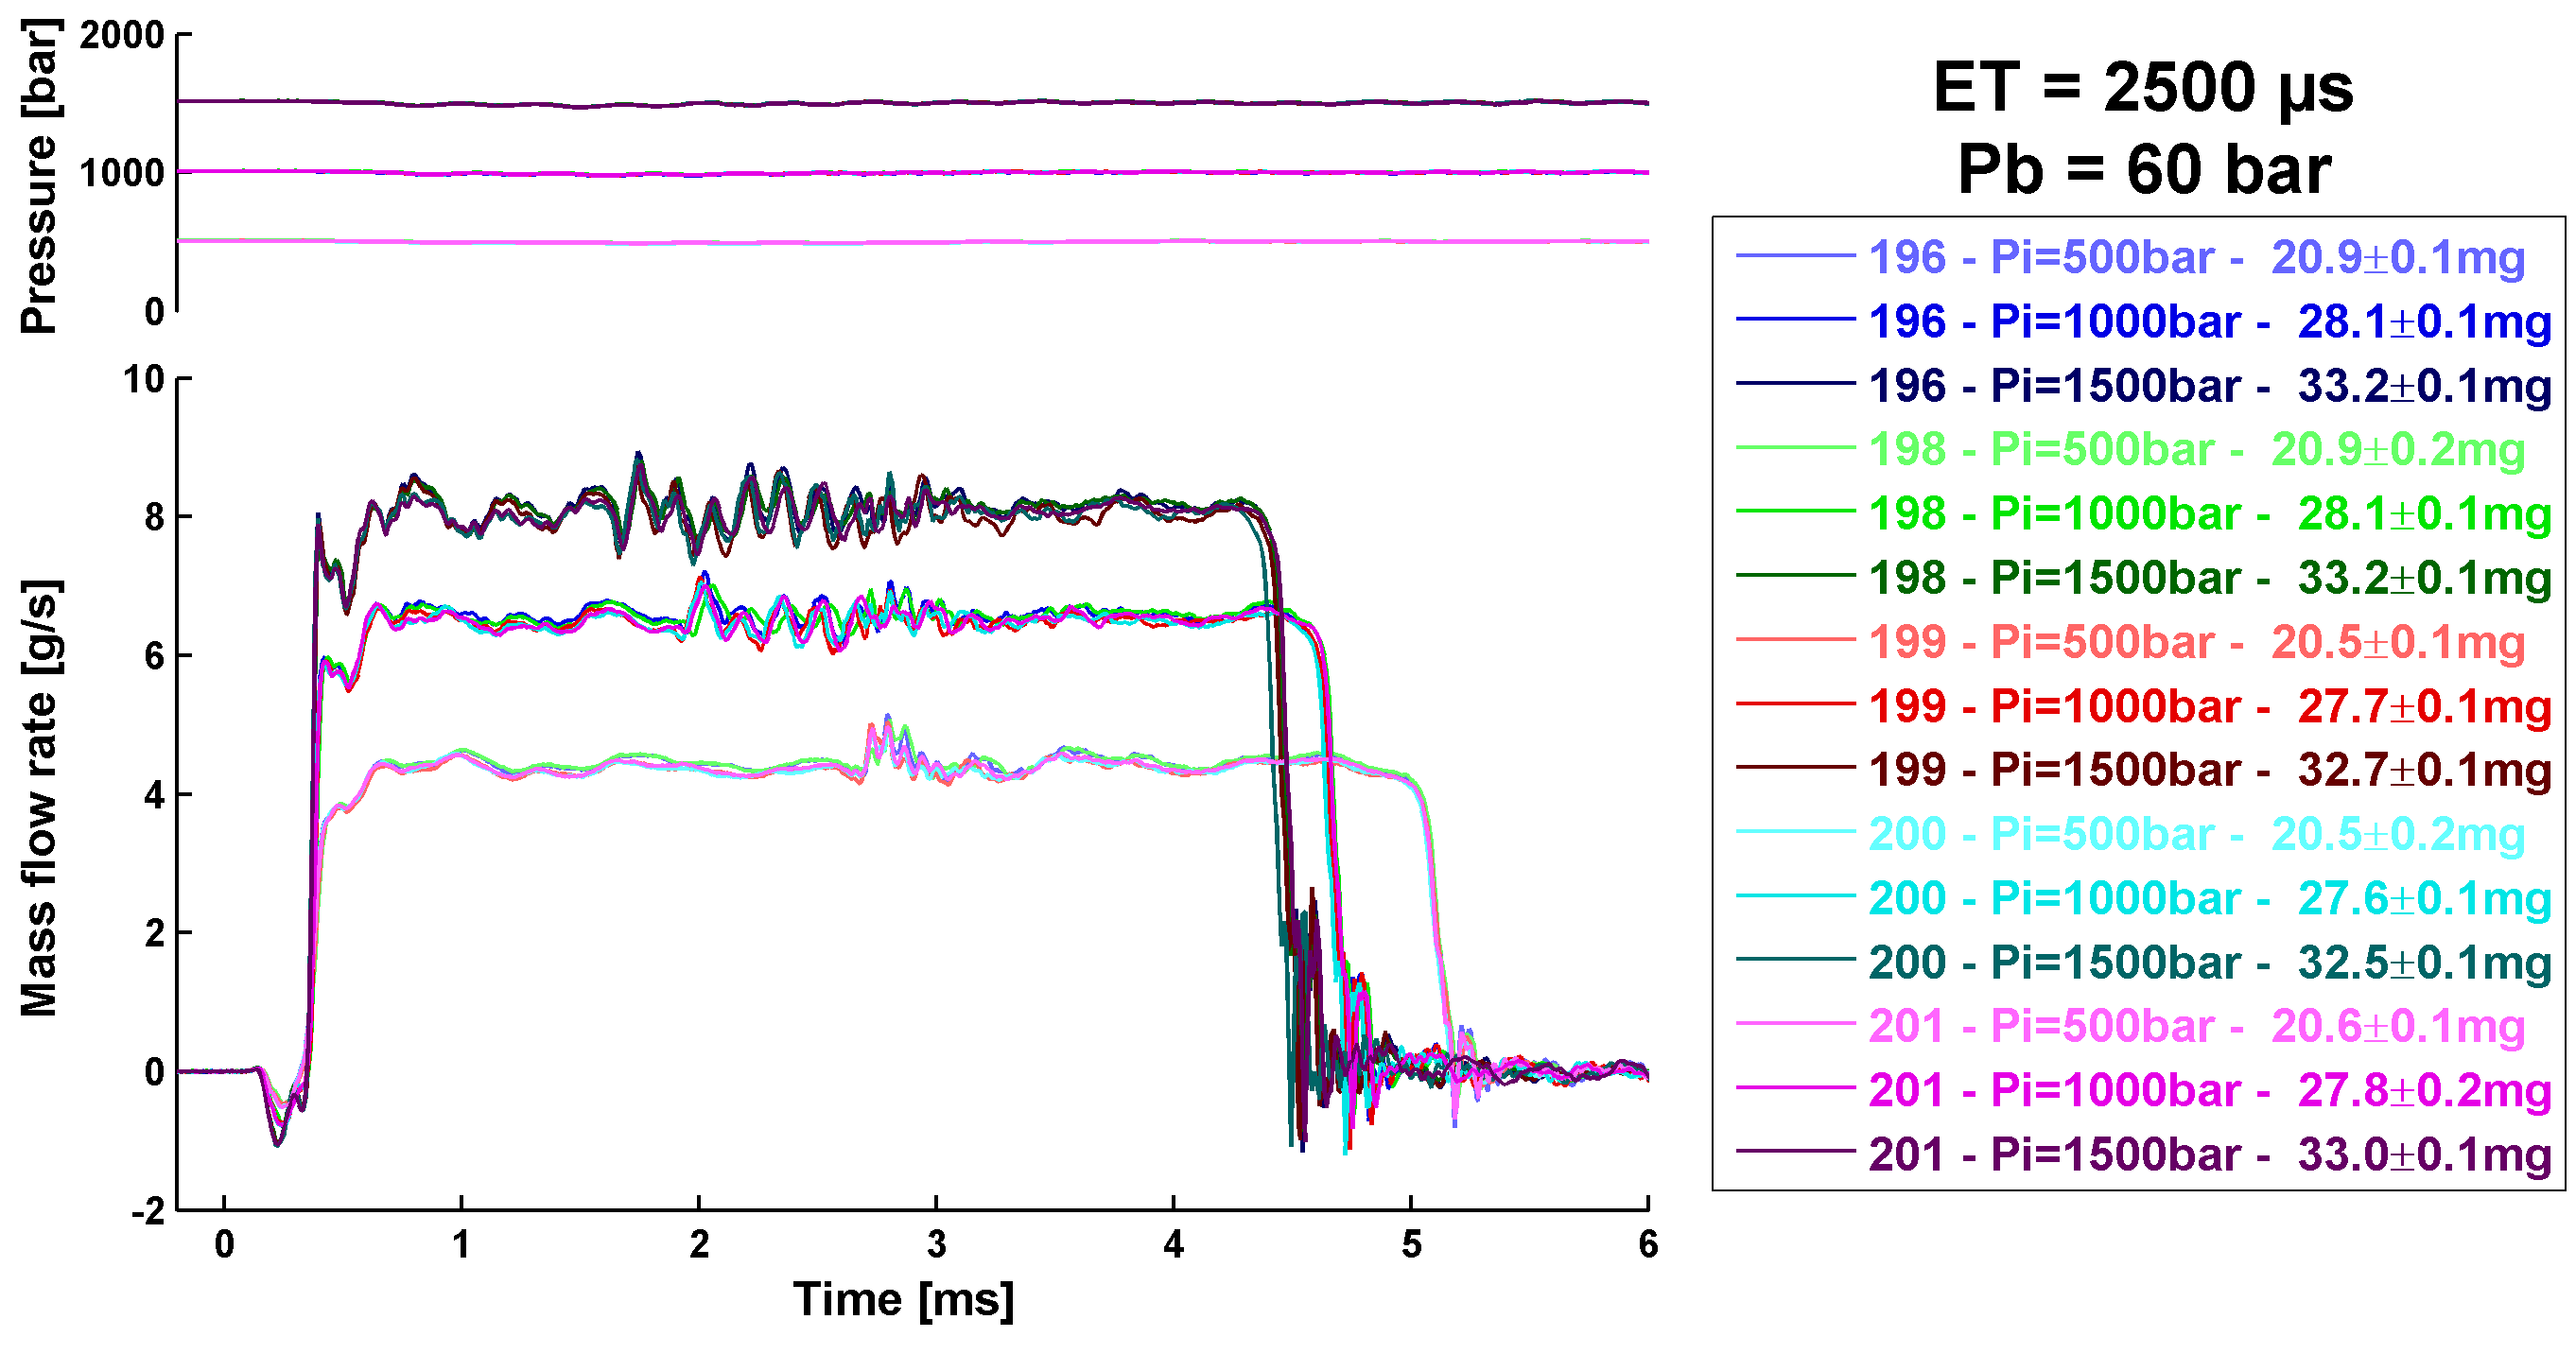 Pressure [bar]
2000
1000
0
ET = 2500 µs
Pb = 60 bar
196 - Pi=500bar - 20.9±0.1mg
196 - Pi=1000bar - 28.1±0.1mg
196 - Pi=1500bar - 33.2±0.1mg
198 - Pi=500bar - 20.9±0.2mg
198 - Pi=1000bar - 28.1±0.1mg
198 - Pi=1500bar - 33.2±0.1mg
199 - Pi=500bar - 20.5±0.1mg
199 - Pi=1000bar - 27.7±0.1mg
199 - Pi=1500bar - 32.7±0.1mg
200 - Pi=500bar - 20.5±0.2mg
200 - Pi=1000bar - 27.6±0.1mg
200 - Pi=1500bar - 32.5±0.1mg
201 - Pi=500bar - 20.6±0.1mg
201 - Pi=1000bar - 27.8±0.2mg
201 - Pi=1500bar - 33.0±0.1mg
Mass flow rate [g/s]
10
8
6
4
2
0
-2
0 1 2 3 4 5 6
Time [ms]